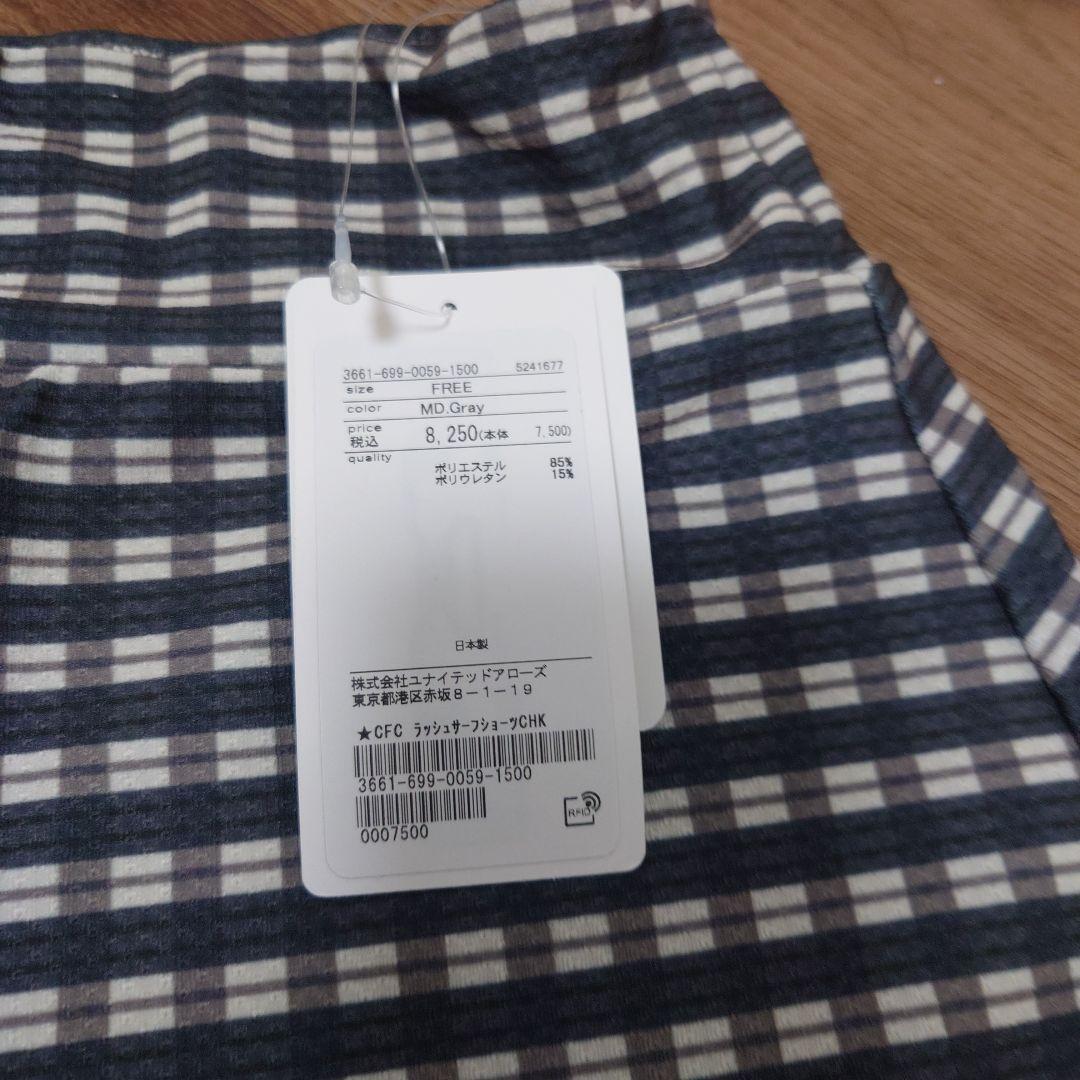 3661-699-0059-1500 5241677
size FREE
color MD.Gray
price
税込 8,250(本体 7,500)
quality
ポリエステル 85%
ポリウレタン 15%
日本製
株式会社ユナイテッドアローズ
東京都港区赤坂8-1-19
★CFC ラッシュサーフショーツCHK
3661-699-0059-1500
0007500
RFID